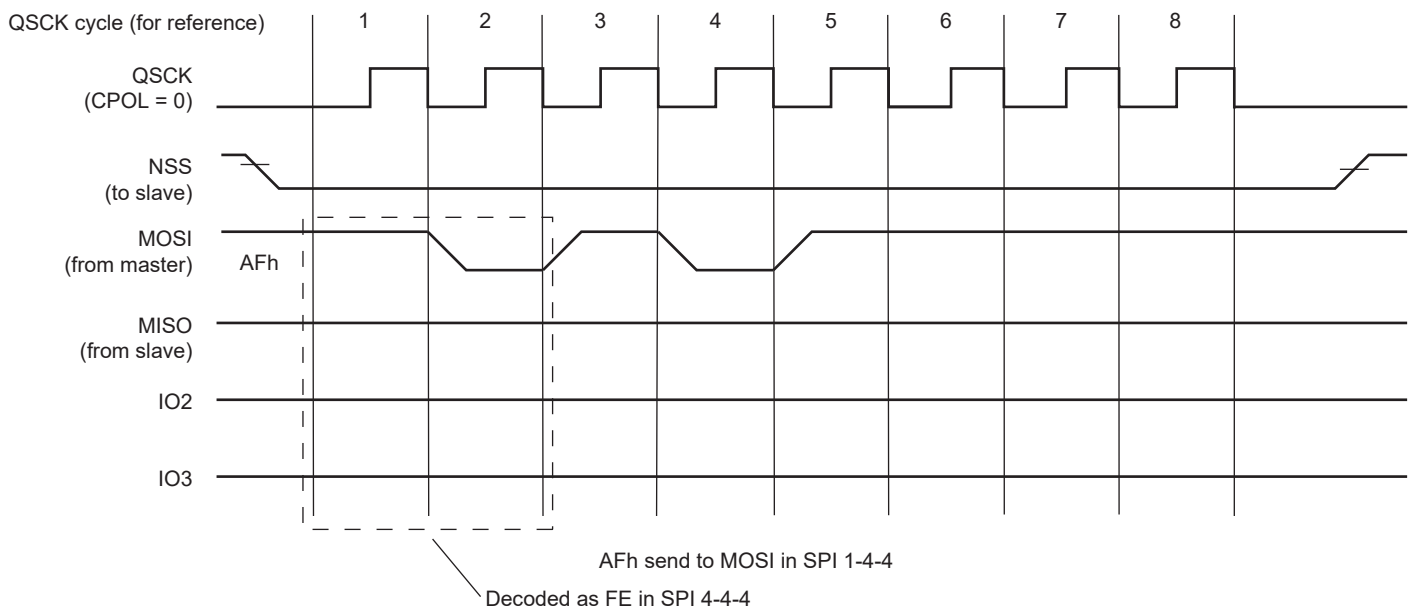 QSCK cycle (for reference) 1 2 3 4 5 6 7 8
QSCK
(CPOL = 0)
NSS
(to slave)
MOSI
(from master)
AFh
MISO
(from slave)
IO2
IO3
AFh send to MOSI in SPI 1-4-4
Decoded as FE in SPI 4-4-4